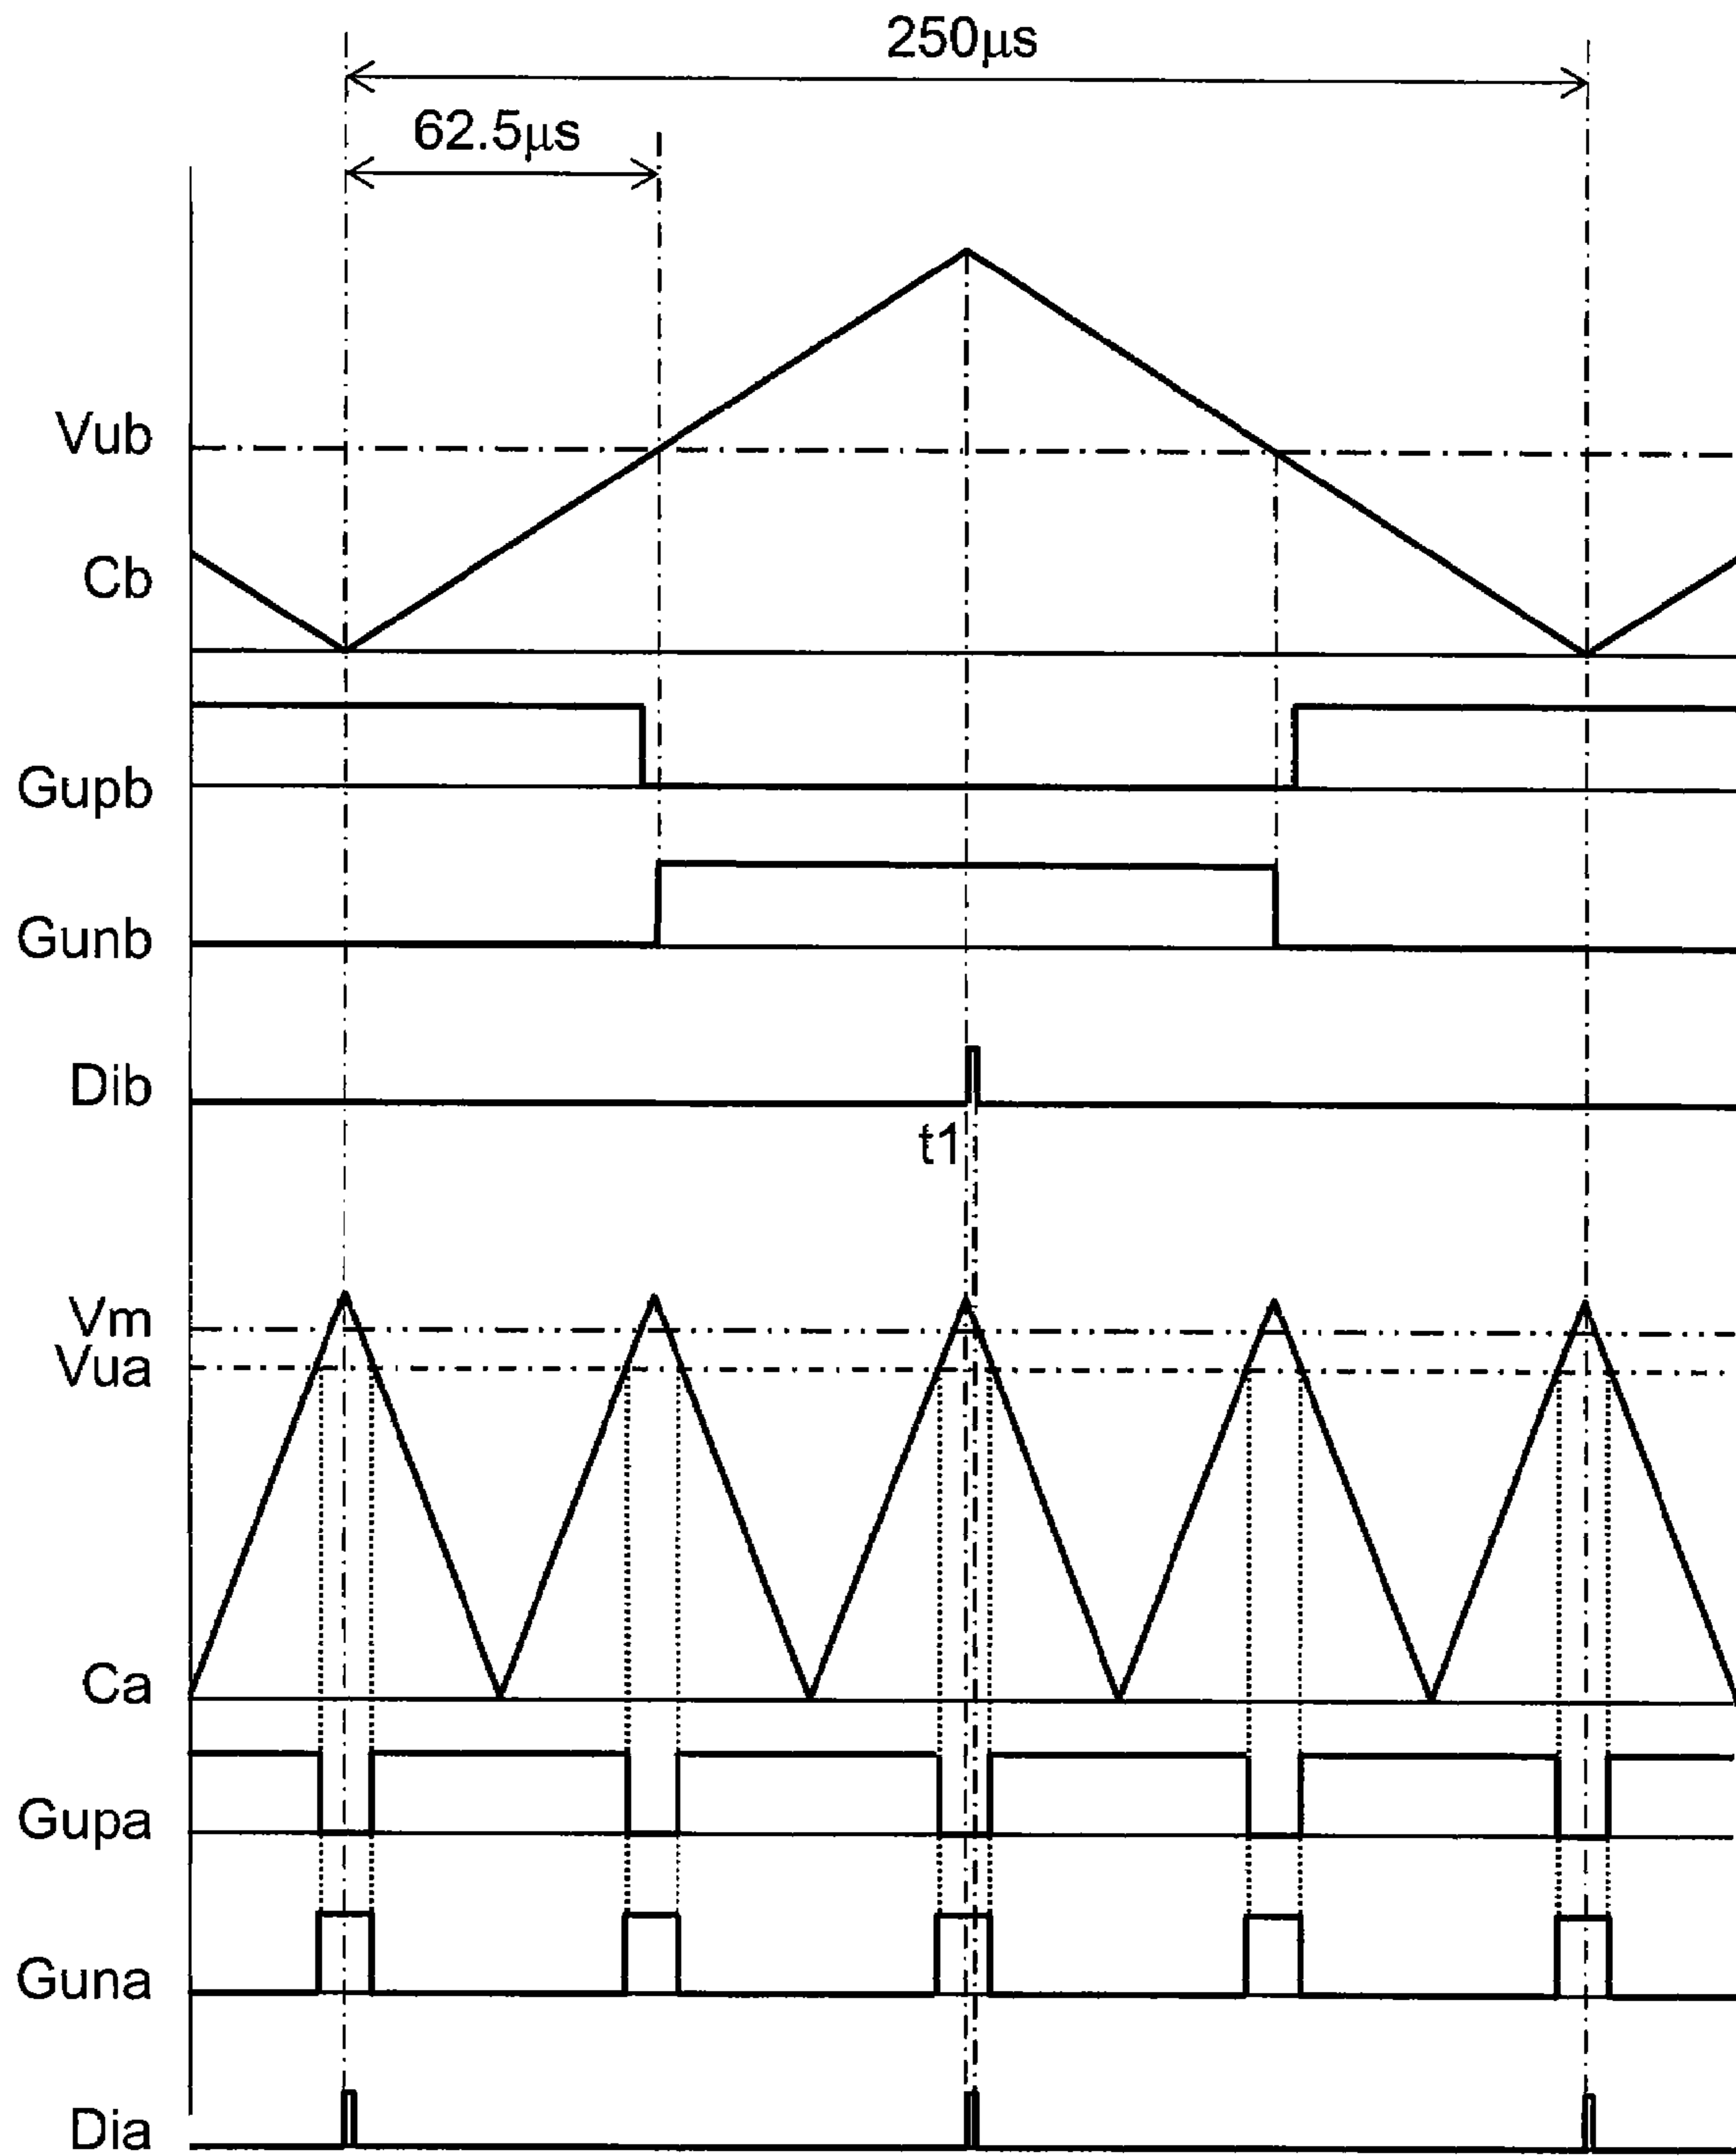 250μs
62.5μs
Vub
Cb
Gupb
Gunb
Dib
t1
Vm
Vua
Ca
Gupa
Guna
Dia